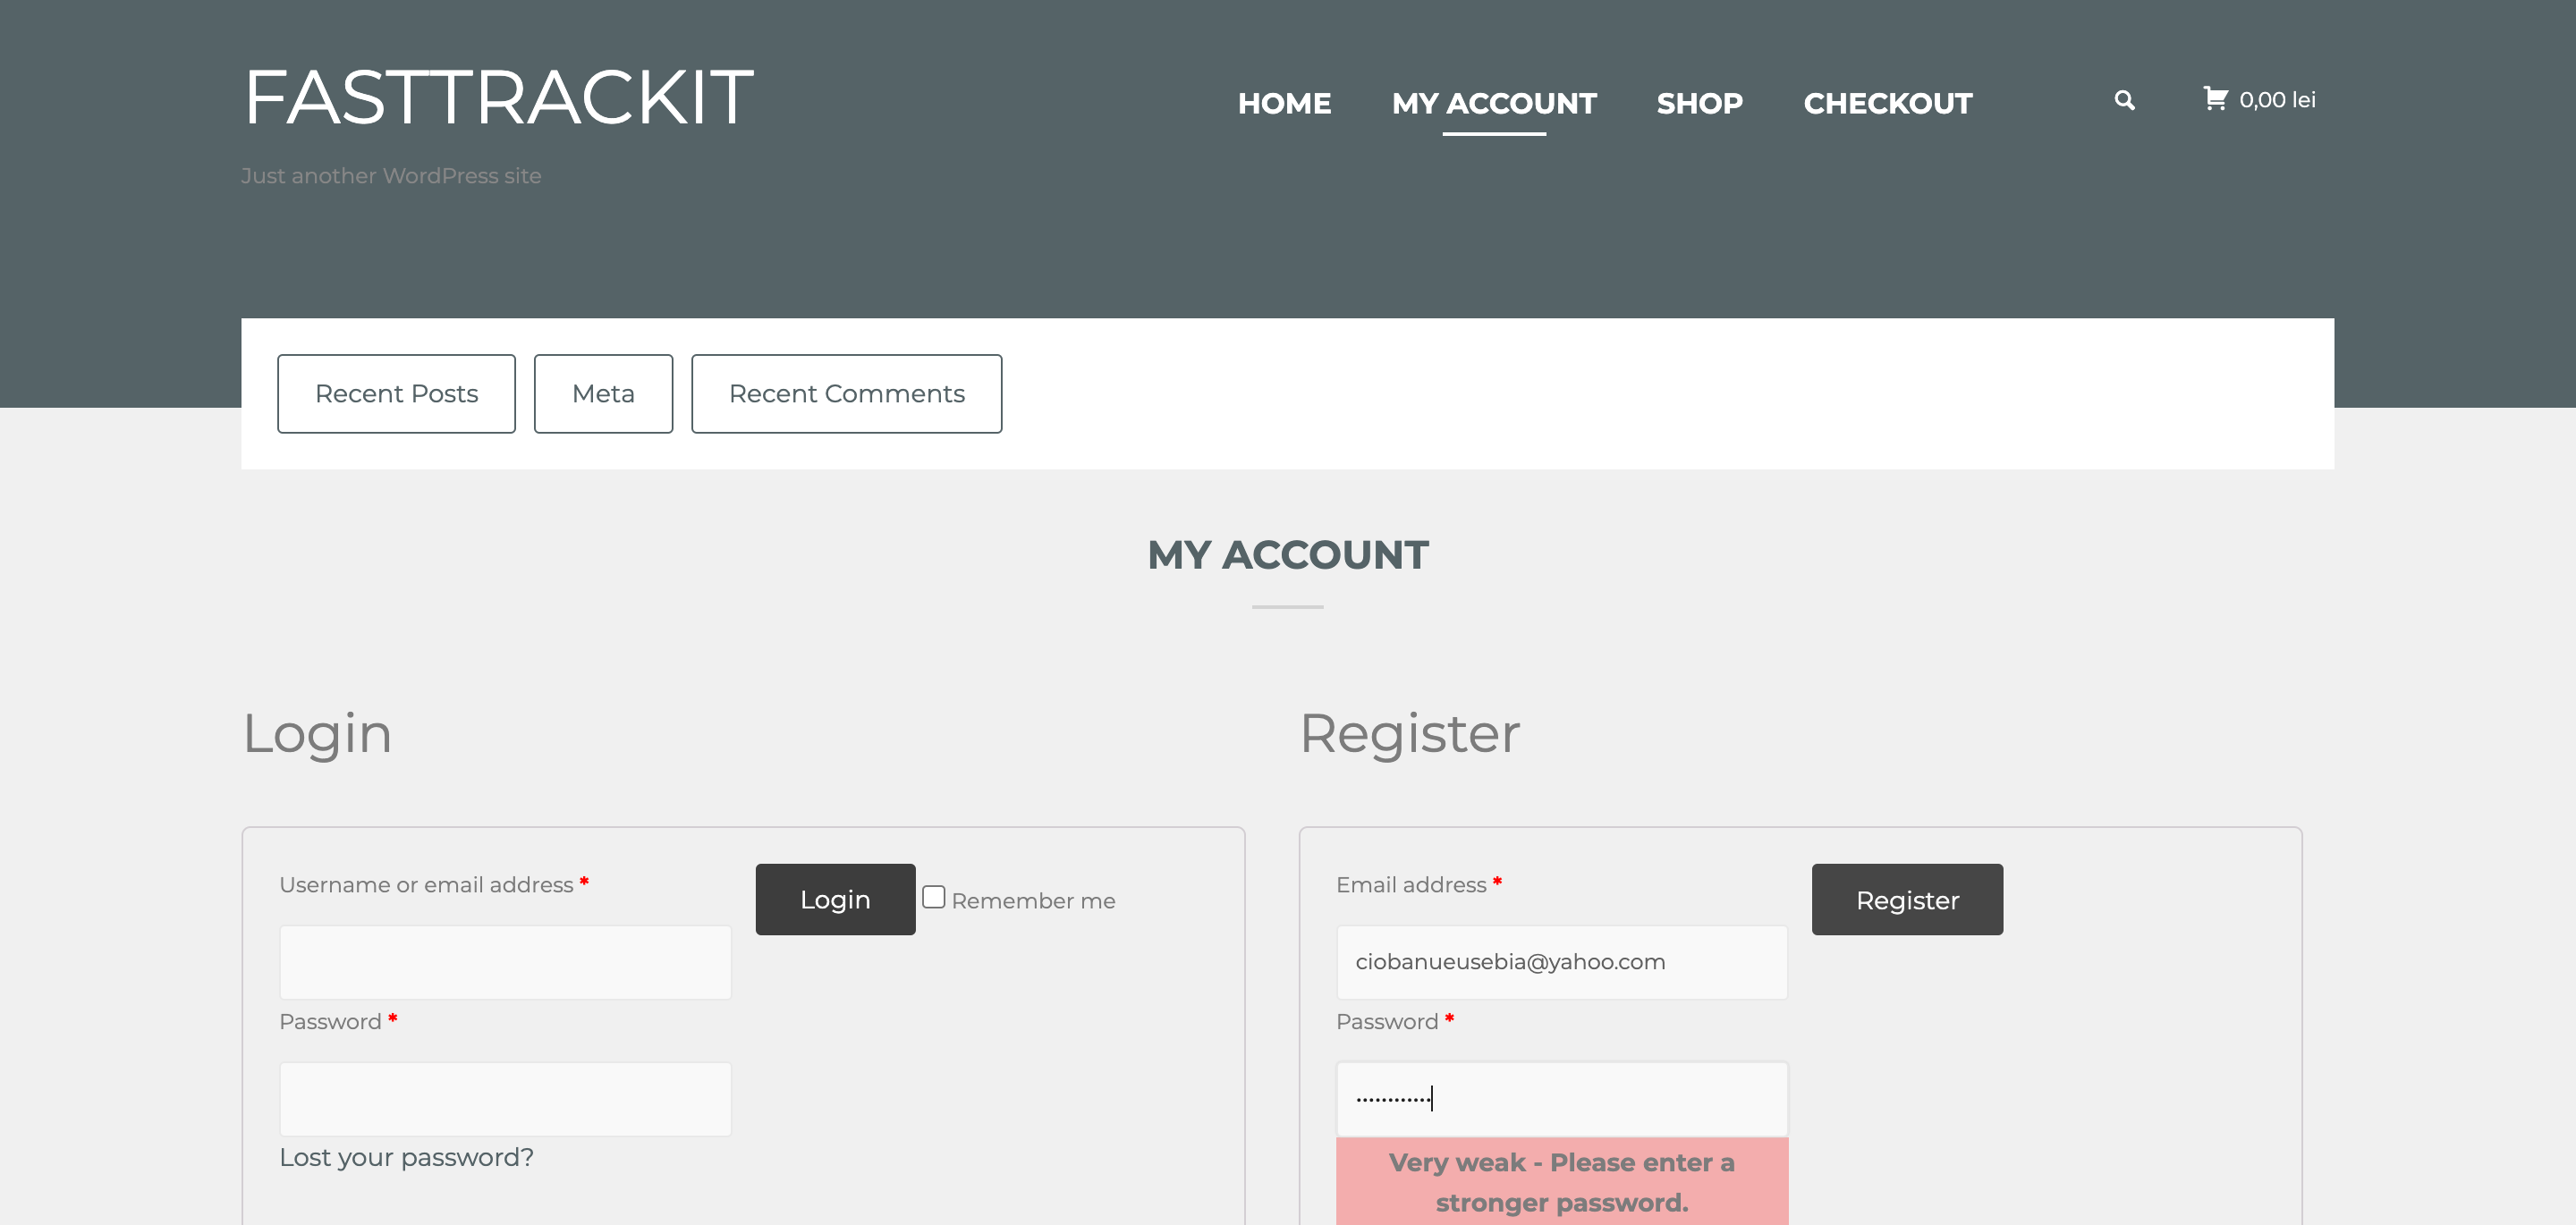 FASTTRACKIT
HOME MY ACCOUNT SHOP CHECKOUT 0,00 lei
Just another WordPress site
Recent Posts Meta Recent Comments
MY ACCOUNT
Login
Username or email address *
Login Remember me
Password *
Lost your password?
Register
Email address *
Register
ciobanueusebia@yahoo.com
Password *
············
Very weak - Please enter a
stronger password.